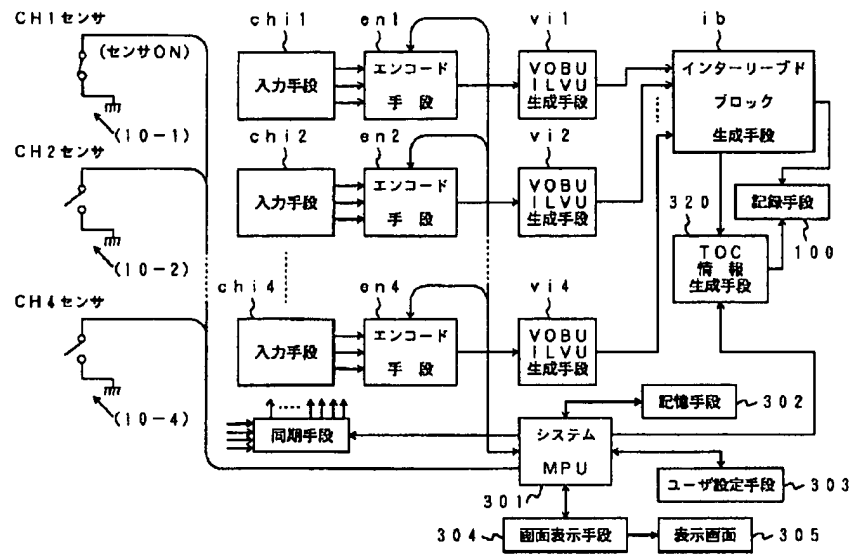 CH1センサ
chi1
en1
vi1
ib
(センサON)
入力手段
エンコード
手段
VOBU
ILVU
生成手段
インターリーブド
ブロック
生成手段
(10-1)
CH2センサ
chi2
en2
vi2
入力手段
エンコード
手段
VOBU
ILVU
生成手段
320
記録手段
100
(10-2)
TOC
情報
生成手段
CH4センサ
chi4
en4
vi4
入力手段
エンコード
手段
VOBU
ILVU
生成手段
(10-4)
同期手段
システム
MPU
301
記憶手段
302
ユーザ設定手段
303
304
画面表示手段
表示画面
305